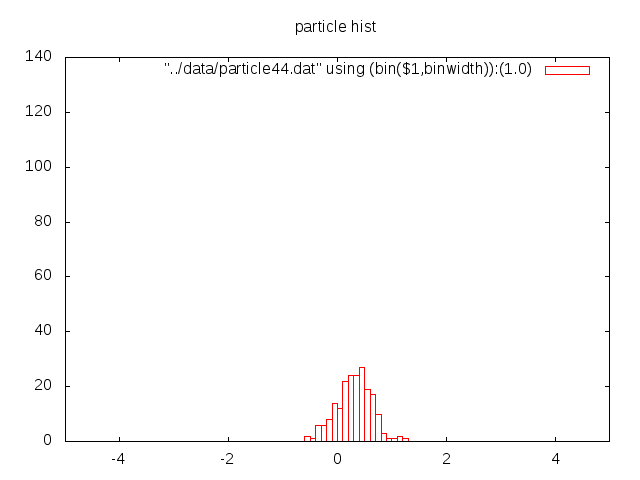 particle hist
"../data/particle44.dat" using (bin($1,binwidth)):(1.0)
140
120
100
80
60
40
20
0
-4 -2 0 2 4